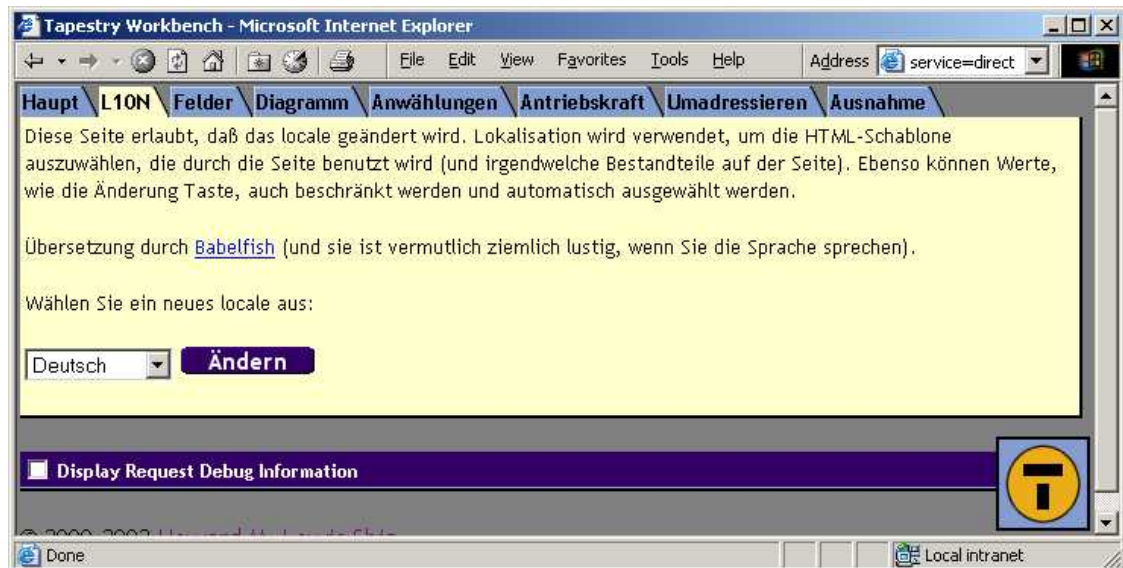 Tapestry Workbench - Microsoft Internet Explorer
File Edit View Favorites Tools Help Address service=direct
Haupt L10N Felder Diagramm Anwählungen Antriebskraft Umadressieren Ausnahme
Diese Seite erlaubt, daß das locale geändert wird. Lokalisation wird verwendet, um die HTML-Schablone
auszuwählen, die durch die Seite benutzt wird (und irgendwelche Bestandteile auf der Seite). Ebenso können Werte,
wie die Änderung Taste, auch beschränkt werden und automatisch ausgewählt werden.
Übersetzung durch Babelfish (und sie ist vermutlich ziemlich lustig, wenn Sie die Sprache sprechen).
Wählen Sie ein neues locale aus:
Deutsch Ändern
Display Request Debug Information
Done Local intranet